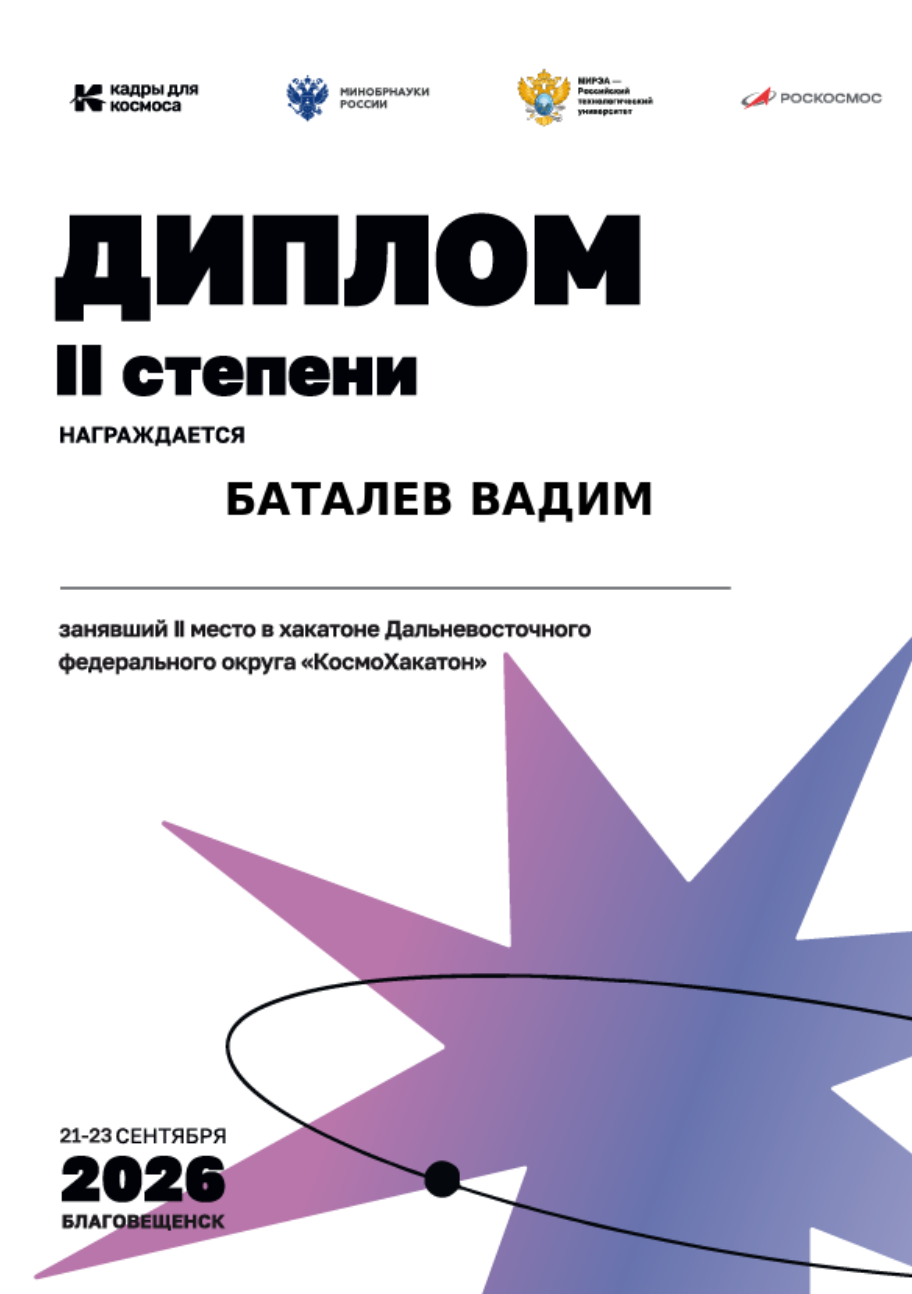 кадры для
космоса
МИНОБРНАУКИ
РОССИИ
МИРЭА —
Российский
технологический
университет
РОСКОСМОС
ДИПЛОМ
II степени
НАГРАЖДАЕТСЯ
БАТАЛЕВ ВАДИМ
занявший II место в хакатоне Дальневосточного
федерального округа «КосмоХакатон»
21-23 СЕНТЯБРЯ
2026
БЛАГОВЕЩЕНСК